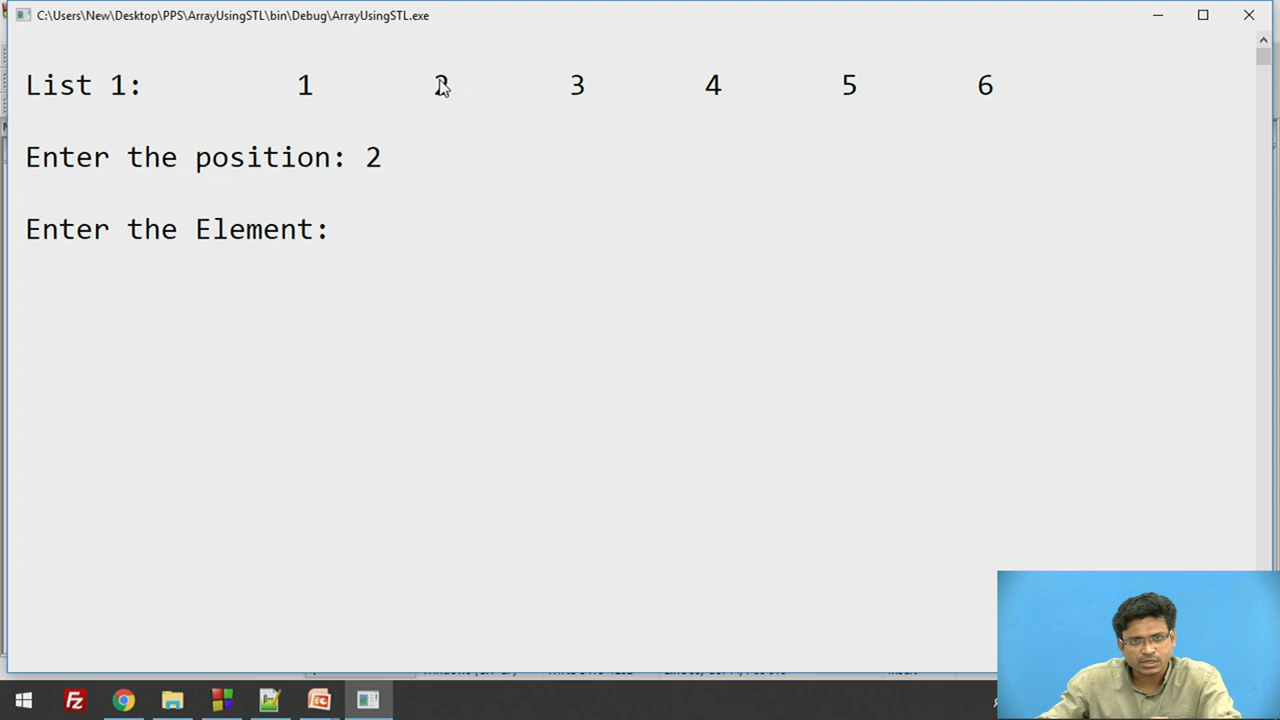 C:\Users\New\Desktop\PPS\ArrayUsingSTL\bin\Debug\ArrayUsingSTL.exe
List 1: 1 2 3 4 5 6
Enter the position: 2
Enter the Element: